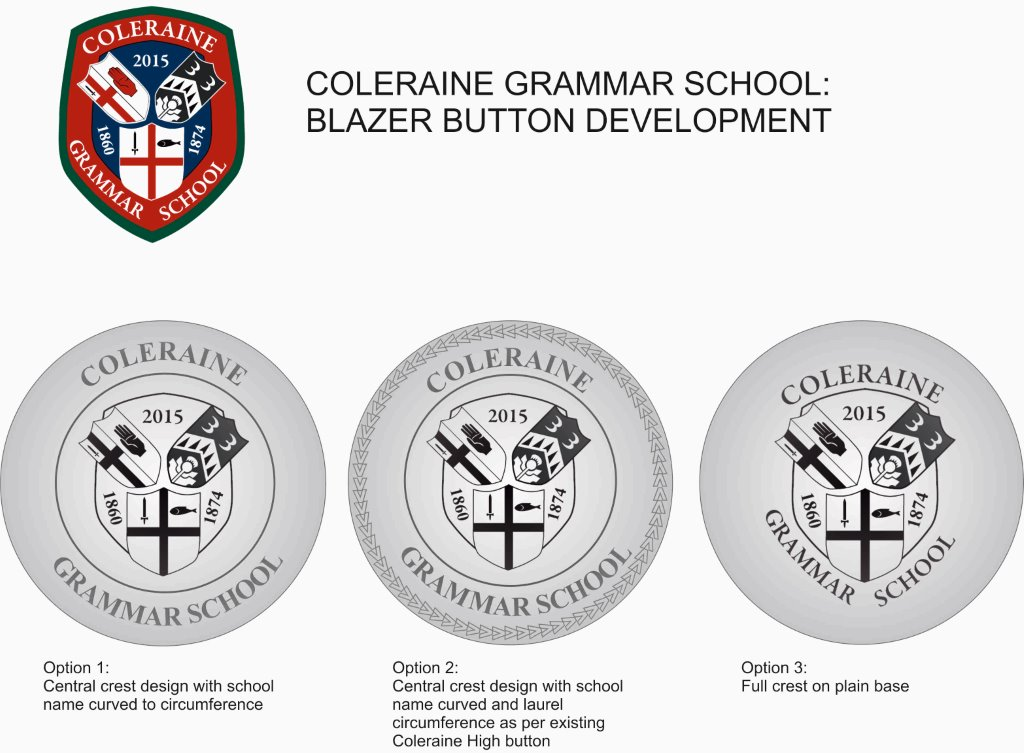 COLERAINE
2015
1860
1874
GRAMMAR SCHOOL
COLERAINE GRAMMAR SCHOOL:
BLAZER BUTTON DEVELOPMENT
COLERAINE
2015
33
1860
1874
GRAMMAR SCHOOL
COLERAINE
2015
33
1860
1874
GRAMMAR SCHOOL
COLERAINE
2015
33
1860
1874
GRAMMAR SCHOOL
Option 1:
Central crest design with school
name curved to circumference
Option 2:
Central crest design with school
name curved and laurel
circumference as per existing
Coleraine High button
Option 3:
Full crest on plain base